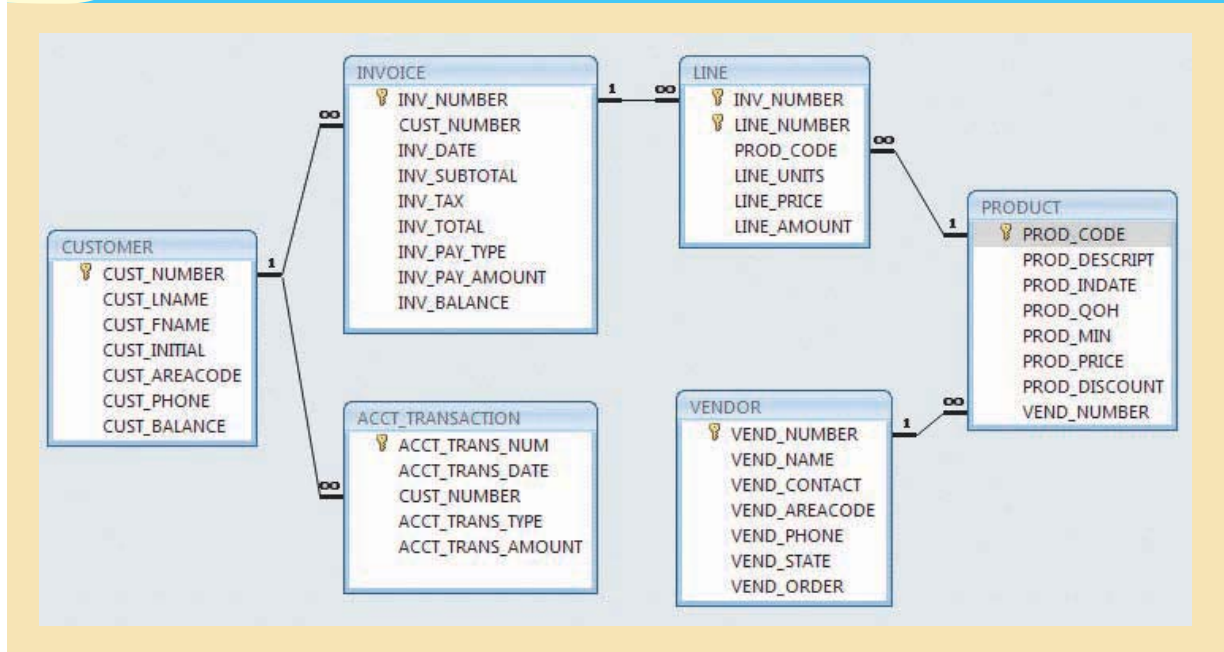 INVOICE
INV_NUMBER
CUST_NUMBER
INV_DATE
INV_SUBTOTAL
INV_TAX
INV_TOTAL
INV_PAY_TYPE
INV_PAY_AMOUNT
INV_BALANCE
1
∞
LINE
INV_NUMBER
LINE_NUMBER
PROD_CODE
LINE_UNITS
LINE_PRICE
LINE_AMOUNT
∞
1
∞
CUSTOMER
CUST_NUMBER
CUST_LNAME
CUST_FNAME
CUST_INITIAL
CUST_AREACODE
CUST_PHONE
CUST_BALANCE
1
∞
PRODUCT
PROD_CODE
PROD_DESCRIPT
PROD_INDATE
PROD_QOH
PROD_MIN
PROD_PRICE
PROD_DISCOUNT
VEND_NUMBER
ACCT_TRANSACTION
ACCT_TRANS_NUM
ACCT_TRANS_DATE
CUST_NUMBER
ACCT_TRANS_TYPE
ACCT_TRANS_AMOUNT
VENDOR
VEND_NUMBER
VEND_NAME
VEND_CONTACT
VEND_AREACODE
VEND_PHONE
VEND_STATE
VEND_ORDER
1
∞